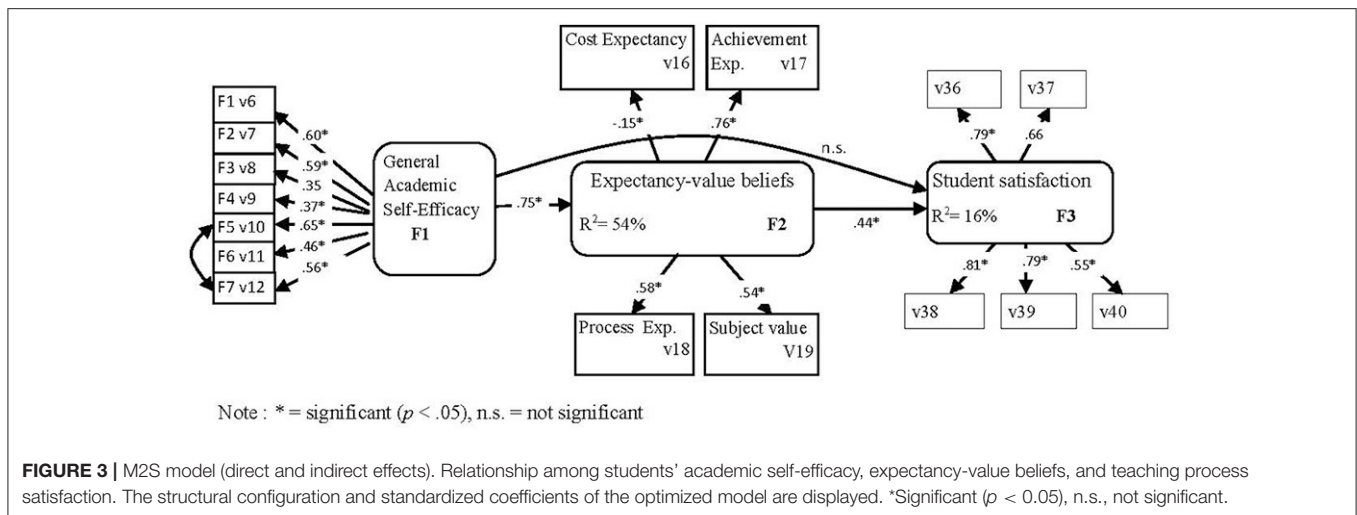 Cost Expectancy
v16
Achievement
Exp. v17
v36
v37
F1 v6
F2 v7
F3 v8
F4 v9
F5 v10
F6 v11
F7 v12
.60*
.59*
.35
.37*
.65*
.46*
.56*
General
Academic
Self-Efficacy
F1
.75*
-.15*
.76*
n.s.
Expectancy-value beliefs
R²= 54% F2
.44*
.79*
.66
Student satisfaction
R²= 16% F3
.58*
.54*
.81*
.79*
.55*
Process Exp.
v18
Subject value
V19
v38
v39
v40
Note : * = significant (p < .05), n.s. = not significant
FIGURE 3 | M2S model (direct and indirect effects). Relationship among students’ academic self-efficacy, expectancy-value beliefs, and teaching process
satisfaction. The structural configuration and standardized coefficients of the optimized model are displayed. *Significant (p < 0.05), n.s., not significant.